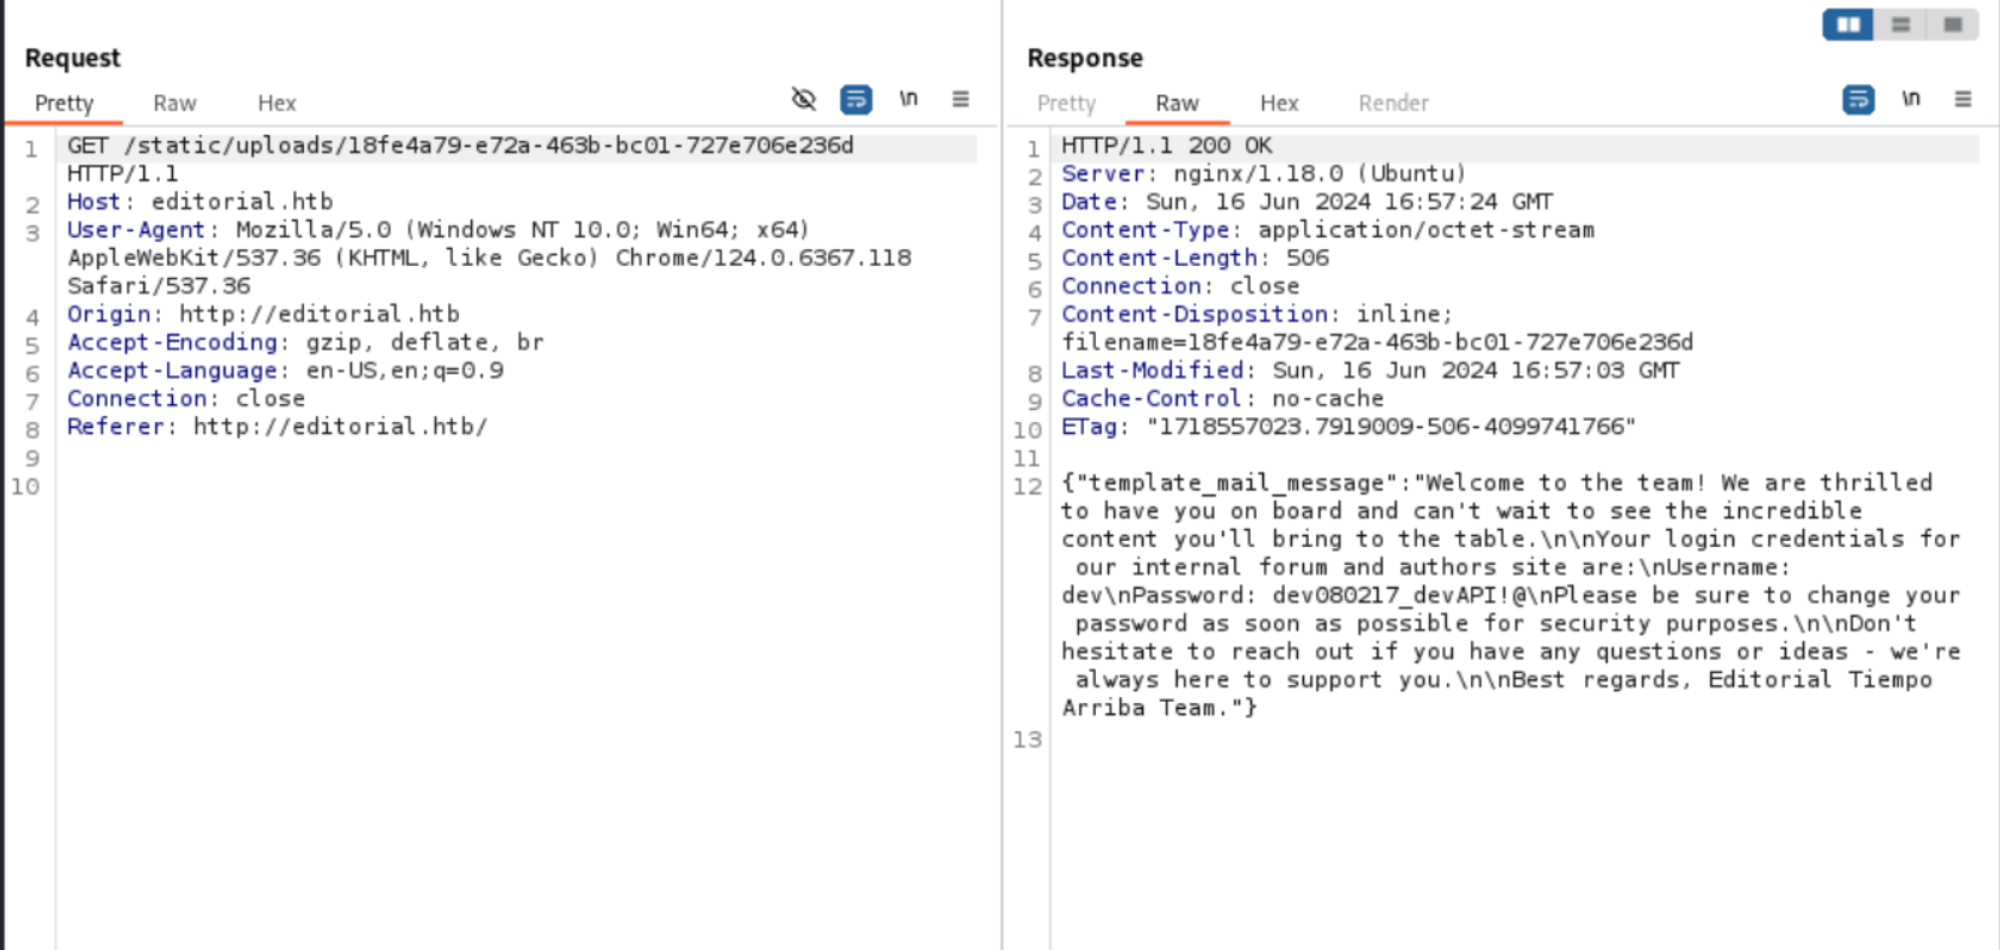 Request
Pretty Raw Hex \n
1 GET /static/uploads/18fe4a79-e72a-463b-bc01-727e706e236d
HTTP/1.1
2 Host: editorial.htb
3 User-Agent: Mozilla/5.0 (Windows NT 10.0; Win64; x64)
AppleWebKit/537.36 (KHTML, like Gecko) Chrome/124.0.6367.118
Safari/537.36
4 Origin: http://editorial.htb
5 Accept-Encoding: gzip, deflate, br
6 Accept-Language: en-US,en;q=0.9
7 Connection: close
8 Referer: http://editorial.htb/
9
10
Response
Pretty Raw Hex Render \n
1 HTTP/1.1 200 OK
2 Server: nginx/1.18.0 (Ubuntu)
3 Date: Sun, 16 Jun 2024 16:57:24 GMT
4 Content-Type: application/octet-stream
5 Content-Length: 506
6 Connection: close
7 Content-Disposition: inline;
filename=18fe4a79-e72a-463b-bc01-727e706e236d
8 Last-Modified: Sun, 16 Jun 2024 16:57:03 GMT
9 Cache-Control: no-cache
10 ETag: "1718557023.7919009-506-4099741766"
11
12 {"template_mail_message":"Welcome to the team! We are thrilled
to have you on board and can't wait to see the incredible
content you'll bring to the table.\n\nYour login credentials for
our internal forum and authors site are:\nUsername:
dev\nPassword: dev080217_devAPI!@\nPlease be sure to change your
password as soon as possible for security purposes.\n\nDon't
hesitate to reach out if you have any questions or ideas - we're
always here to support you.\n\nBest regards, Editorial Tiempo
Arriba Team."}
13